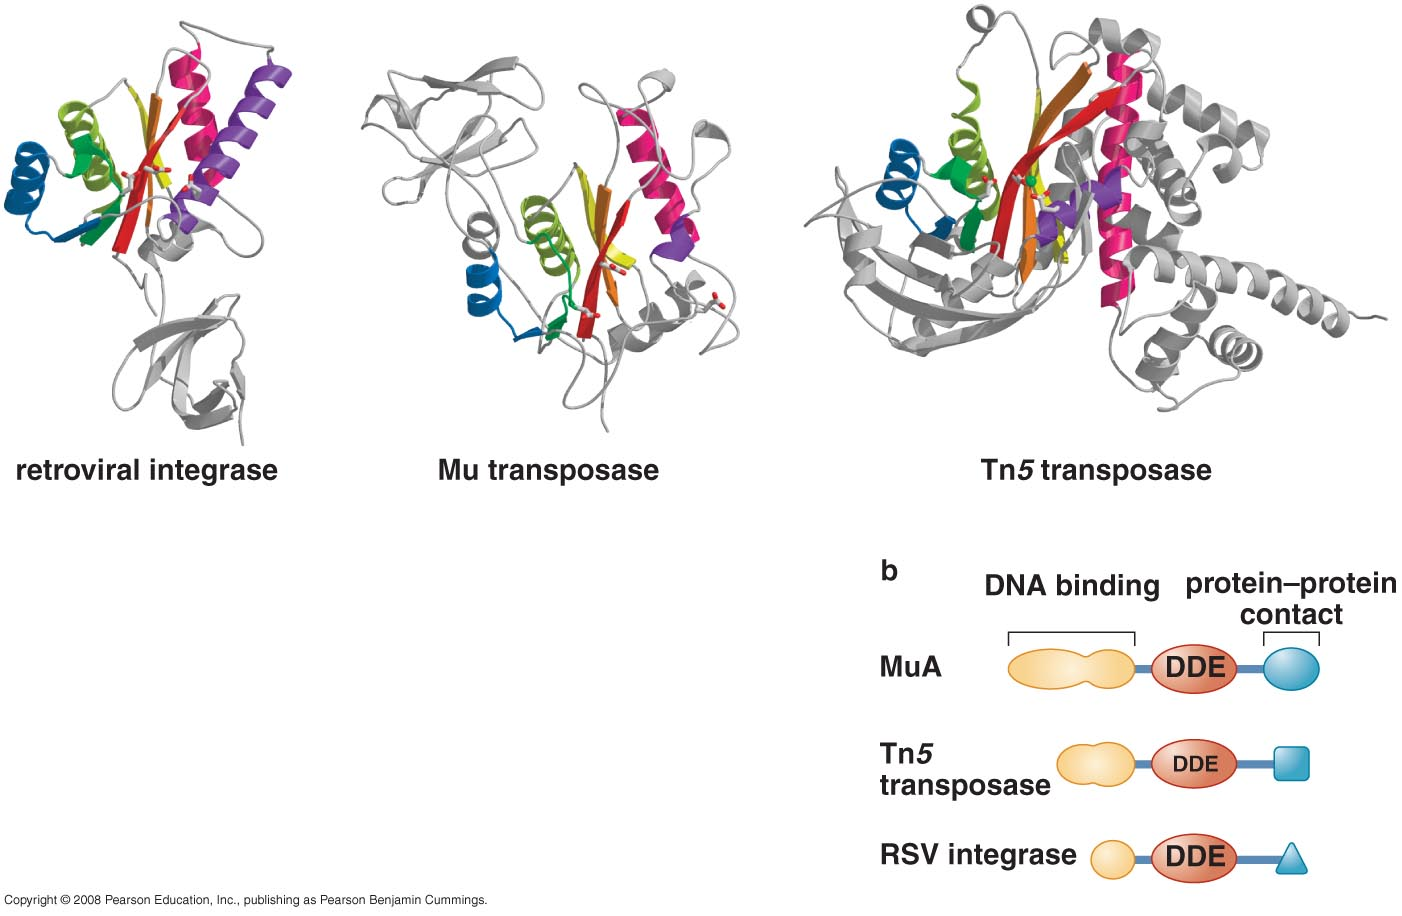 retroviral integrase
Mu transposase
Tn5 transposase
b
DNA binding
protein–protein
contact
MuA
DDE
Tn5
transposase
DDE
RSV integrase
DDE
Copyright © 2008 Pearson Education, Inc., publishing as Pearson Benjamin Cummings.